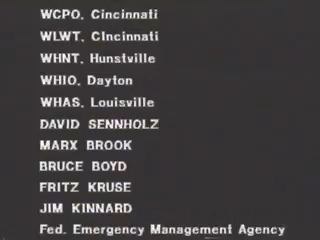 WCPO, Cincinnati
WLWT, CIncinnati
WHNT, Hunstville
WHIO, Dayton
WHAS, Louisville
DAVID SENNHOLZ
MARX BROOK
BRUCE BOYD
FRITZ KRUSE
JIM KINNARD
Fed. Emergency Management Agency